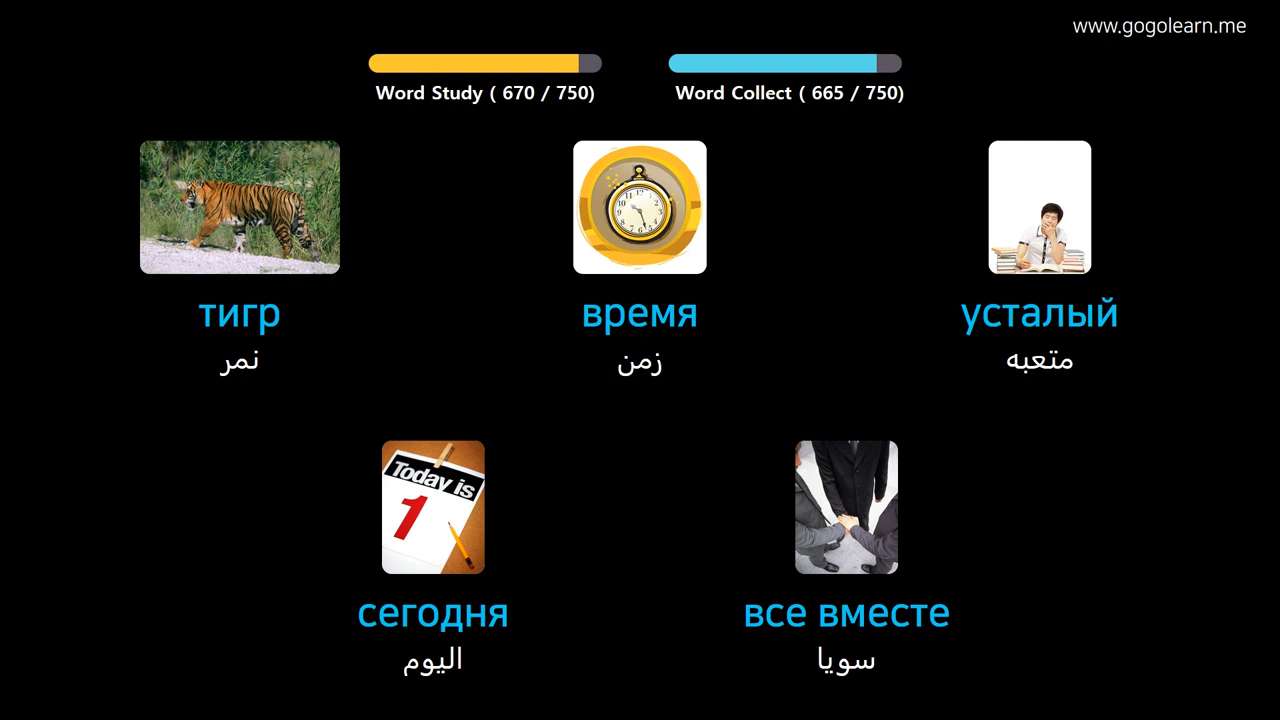 www.gogolearn.me
Word Study ( 670 / 750)
Word Collect ( 665 / 750)
тигр
نمر
время
زمن
усталый
متعبه
Today is
1
сегодня
اليوم
все вместе
سويا